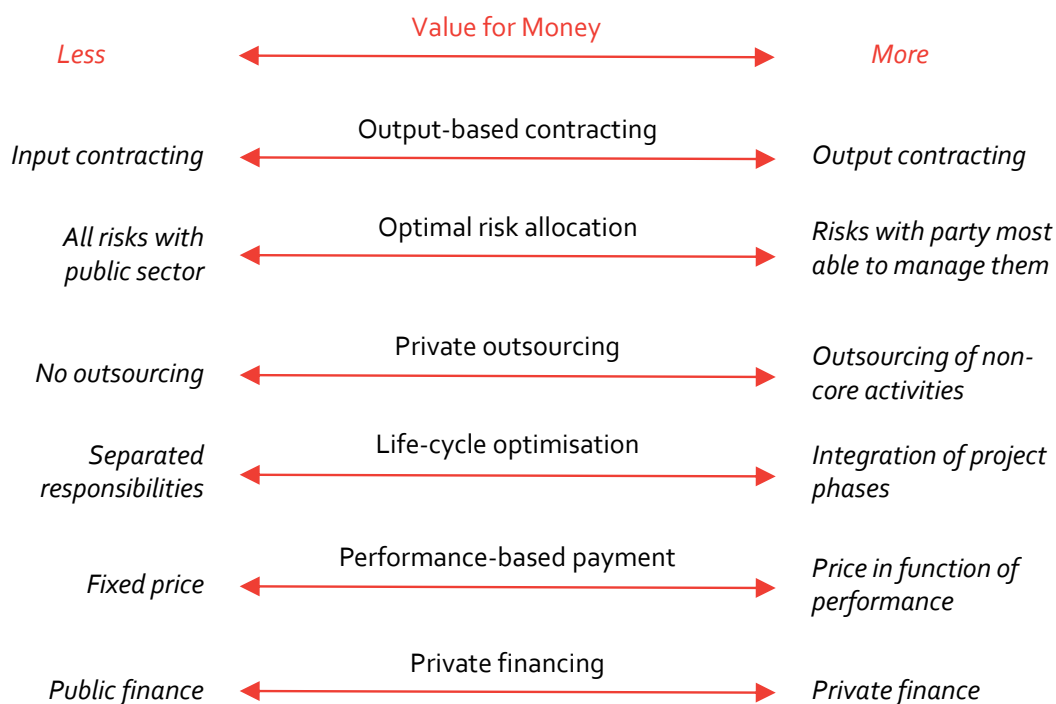 Value for Money
Less
More
Output-based contracting
Input contracting
Output contracting
Optimal risk allocation
All risks with
public sector
Risks with party most
able to manage them
Private outsourcing
No outsourcing
Outsourcing of non-
core activities
Life-cycle optimisation
Separated
responsibilities
Integration of project
phases
Performance-based payment
Fixed price
Price in function of
performance
Private financing
Public finance
Private finance